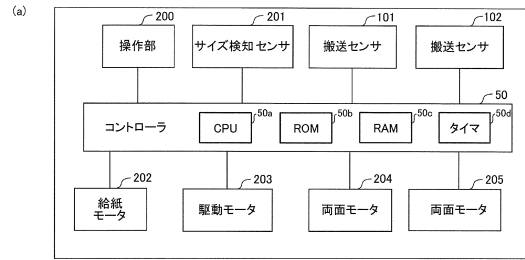 (a)
200
201
101
102
操作部
サイズ検知センサ
搬送センサ
搬送センサ
50
コントローラ
CPU
50a
ROM
50b
RAM
50c
タイマ
50d
202
203
204
205
給紙
モータ
駆動モータ
両面モータ
両面モータ